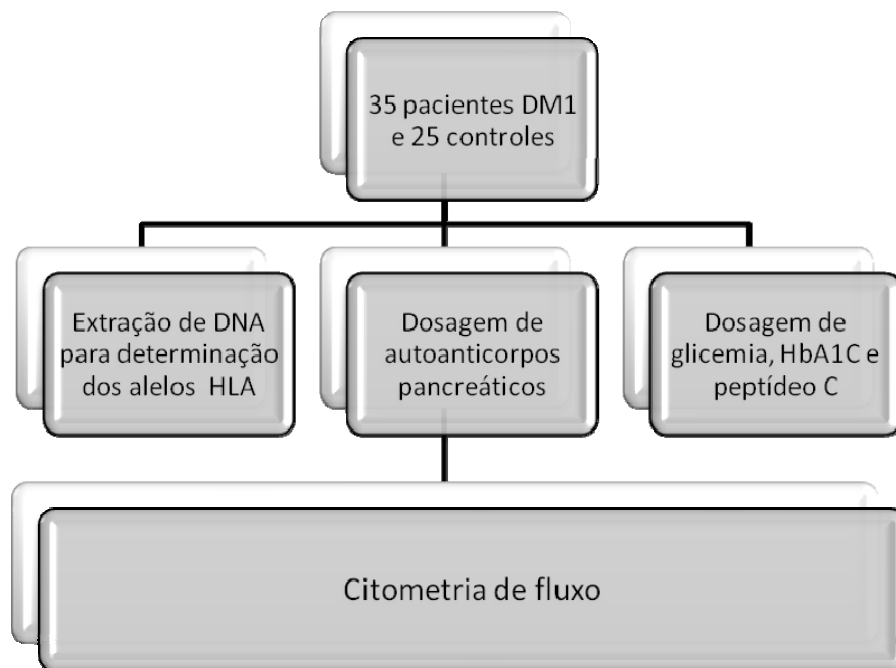 35 pacientes DM1
e 25 controles
Extração de DNA
para determinação
dos alelos HLA
Dosagem de
autoanticorpos
pancreáticos
Dosagem de
glicemia, HbA1C e
peptídeo C
Citometria de fluxo